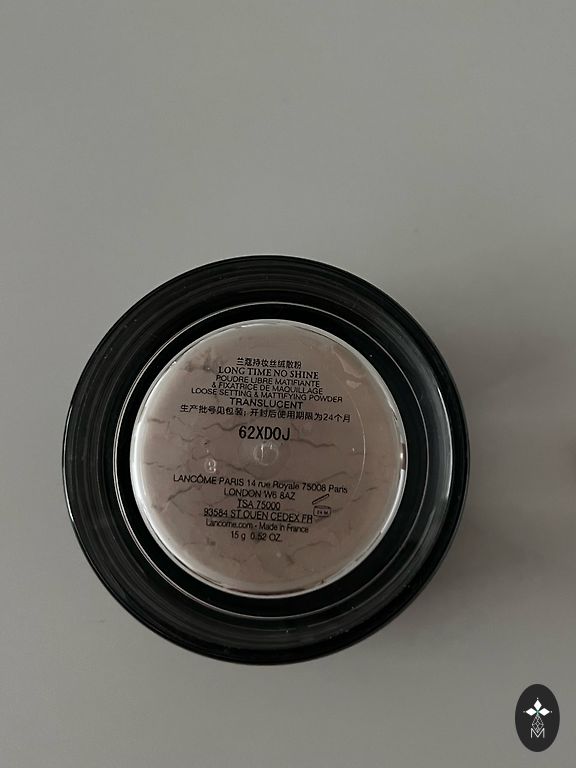 兰蔻持妆丝绒散粉
LONG TIME NO SHINE
POUDRE LIBRE MATIFIANTE
& FIXATRICE DE MAQUILLAGE
LOOSE SETTING & MATTIFYING POWDER
TRANSLUCENT
生产批号见包装; 开封后使用期限为24个月
62XD0J
LANCÔME PARIS 14 rue Royale 75008 Paris
LONDON W6 8AZ
TSA 75000
93584 ST OUEN CEDEX FR
24 M
Lancome.com - Made in France
15 g 0.52 OZ.
M